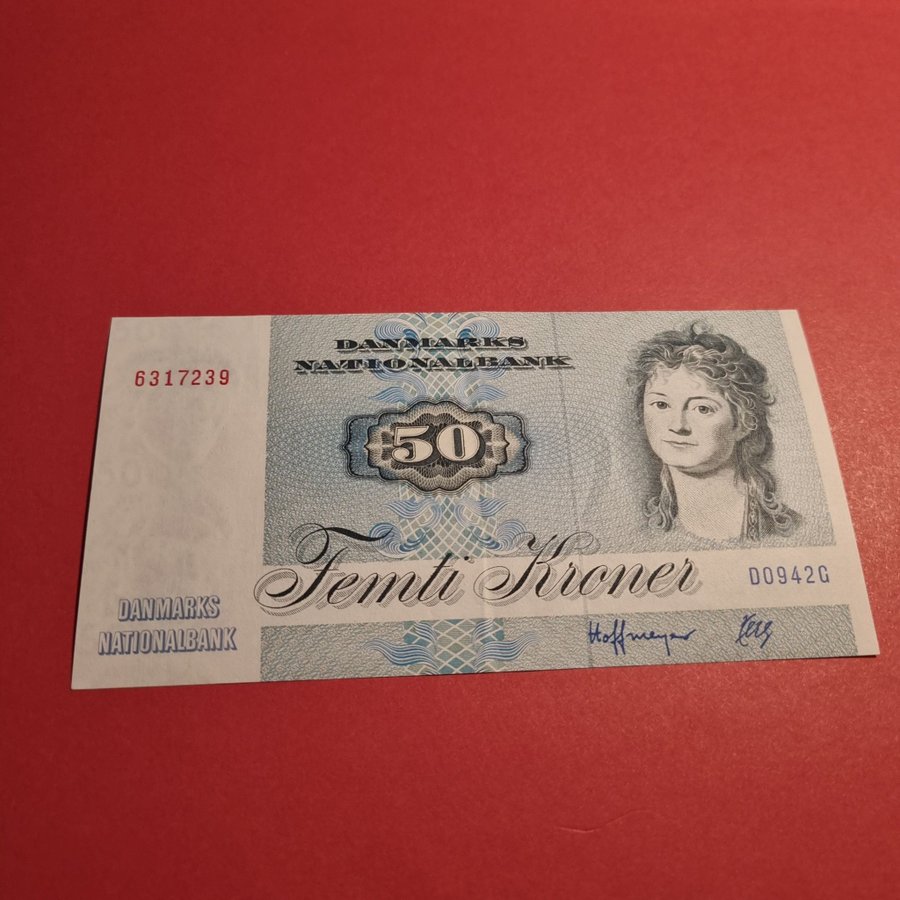 DANMARKS
NATIONALBANK
6317239
50
Femti Kroner
D0942G
DANMARKS
NATIONALBANK
Hoffmeyer